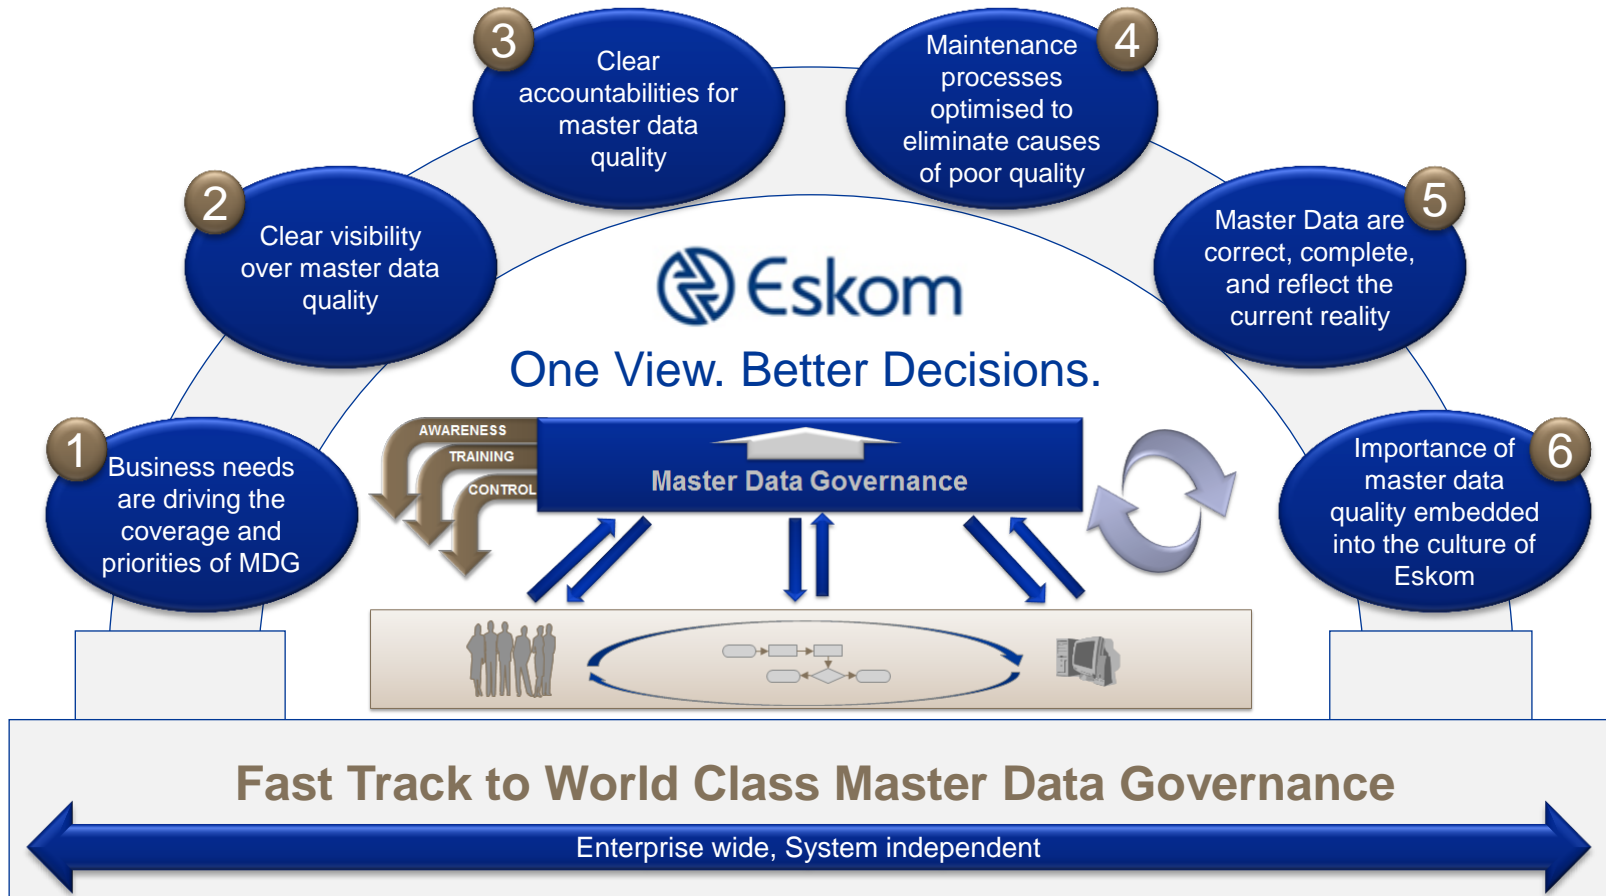 3
Clear
accountabilities for
master data
quality
4
Maintenance
processes
optimised to
eliminate causes
of poor quality
2
Clear visibility
over master data
quality
5
Master Data are
correct, complete,
and reflect the
current reality
Eskom
One View. Better Decisions.
1
Business needs
are driving the
coverage and
priorities of MDG
AWARENESS
TRAINING
CONTROL
Master Data Governance
6
Importance of
master data
quality embedded
into the culture of
Eskom
Fast Track to World Class Master Data Governance
Enterprise wide, System independent